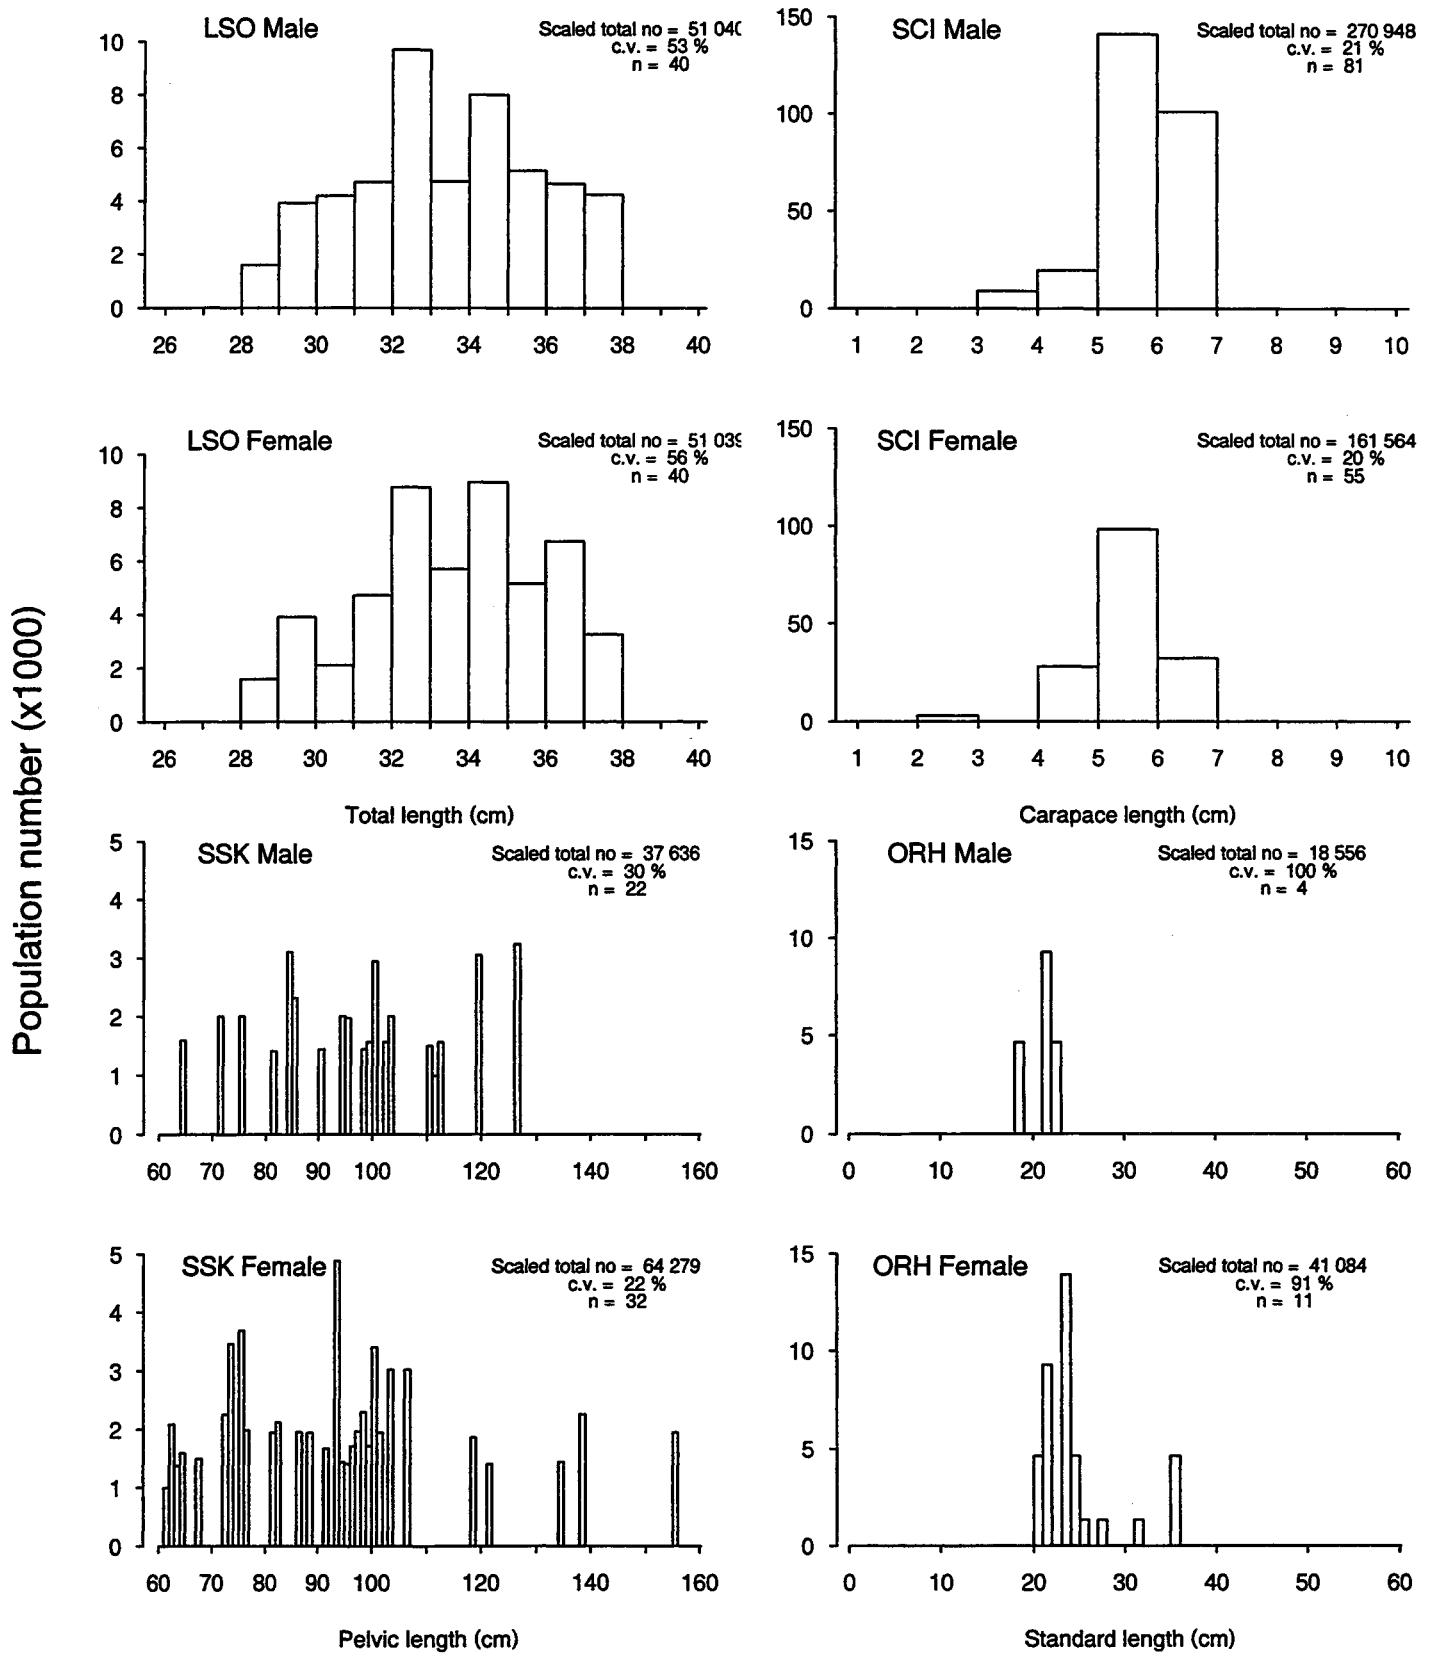 Population number (x1000)
LSO Male
Scaled total no = 51 040
c.v. = 53 %
n = 40
10
8
6
4
2
0
26 28 30 32 34 36 38 40
SCI Male
Scaled total no = 270 948
c.v. = 21 %
n = 81
150
100
50
0
1 2 3 4 5 6 7 8 9 10
LSO Female
Scaled total no = 51 039
c.v. = 56 %
n = 40
10
8
6
4
2
0
26 28 30 32 34 36 38 40
Total length (cm)
SCI Female
Scaled total no = 161 564
c.v. = 20 %
n = 55
150
100
50
0
1 2 3 4 5 6 7 8 9 10
Carapace length (cm)
SSK Male
Scaled total no = 37 636
c.v. = 30 %
n = 22
5
4
3
2
1
0
60 70 80 90 100 120 140 160
ORH Male
Scaled total no = 18 556
c.v. = 100 %
n = 4
15
10
5
0
0 10 20 30 40 50 60
SSK Female
Scaled total no = 64 279
c.v. = 22 %
n = 32
5
4
3
2
1
0
60 70 80 90 100 120 140 160
Pelvic length (cm)
ORH Female
Scaled total no = 41 084
c.v. = 91 %
n = 11
15
10
5
0
0 10 20 30 40 50 60
Standard length (cm)